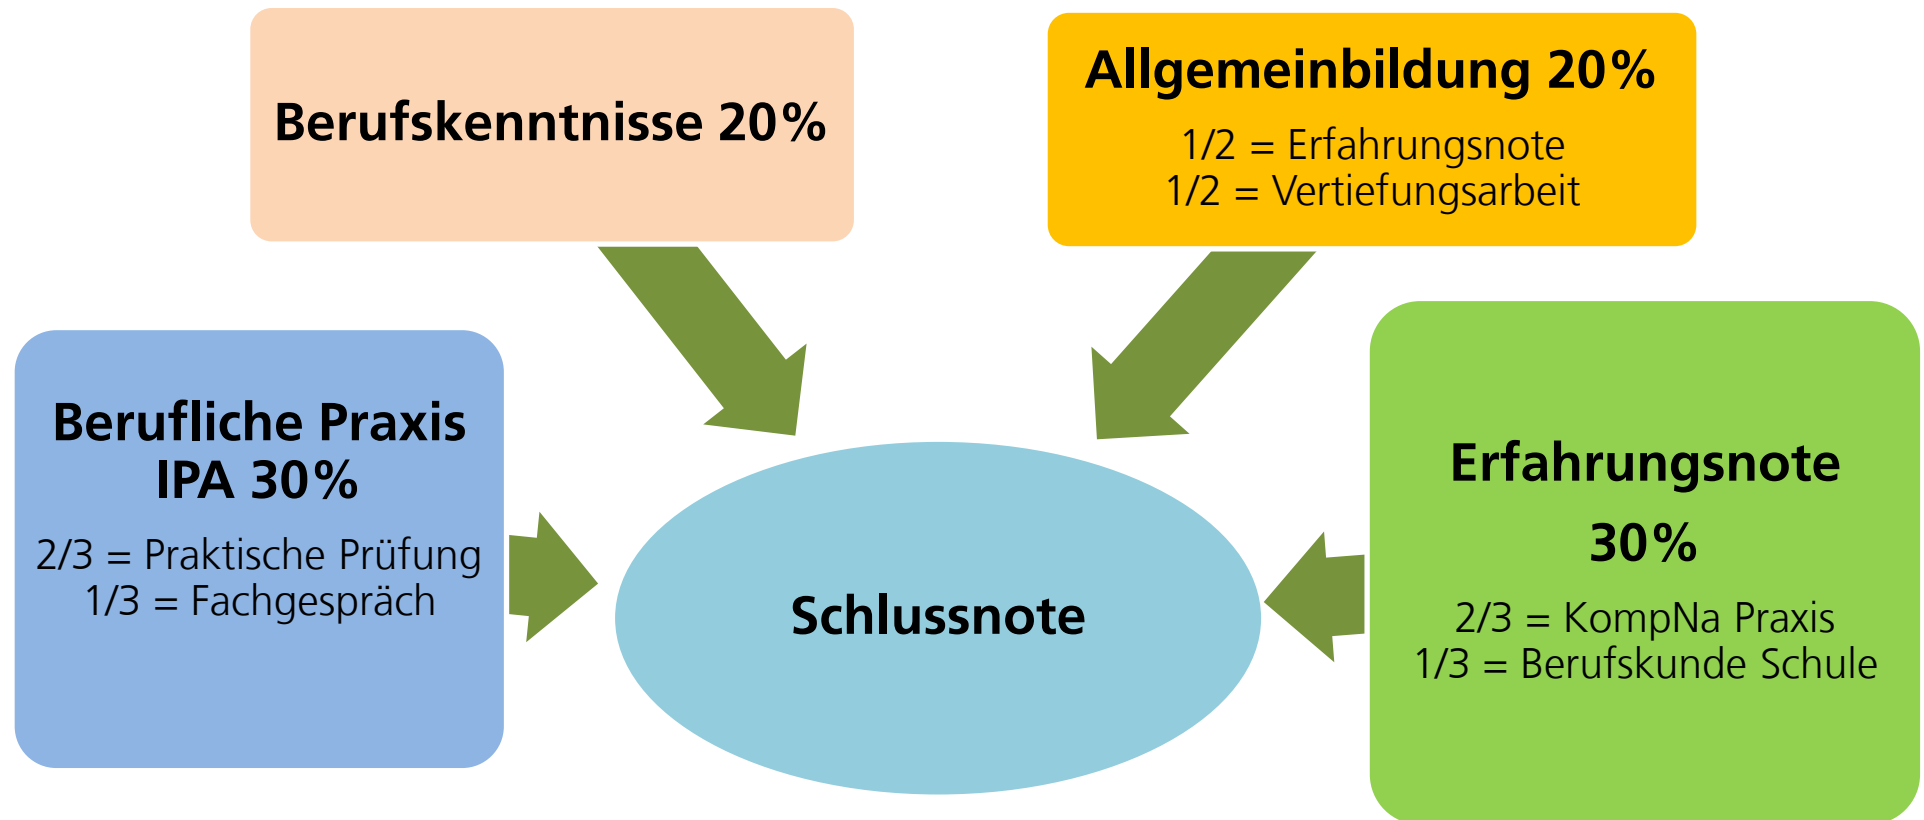 Berufskenntnisse 20%
Allgemeinbildung 20%
1/2 = Erfahrungsnote
1/2 = Vertiefungsarbeit
Berufliche Praxis
IPA 30%
2/3 = Praktische Prüfung
1/3 = Fachgespräch
Schlussnote
Erfahrungsnote
30%
2/3 = KompNa Praxis
1/3 = Berufskunde Schule